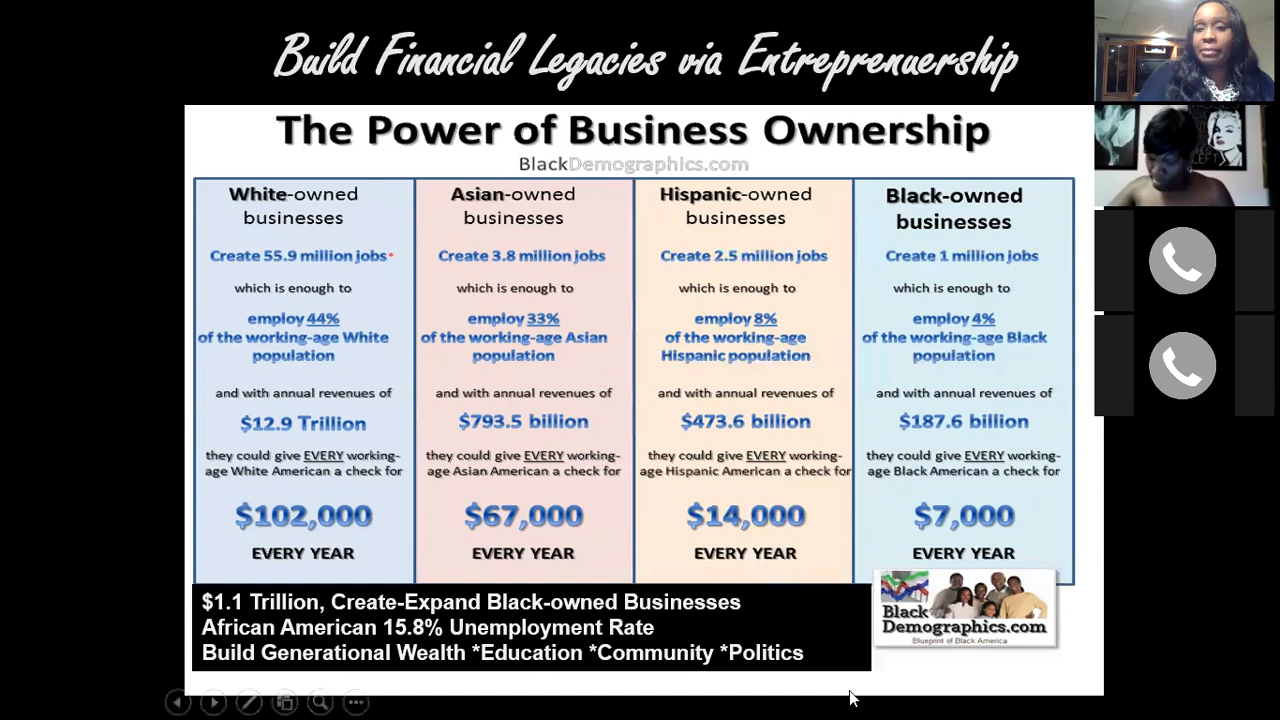 Build Financial Legacies via Entreprenuership
The Power of Business Ownership
BlackDemographics.com
White-owned
businesses
Create 55.9 million jobs*
which is enough to
employ 44%
of the working-age White
population
and with annual revenues of
$12.9 Trillion
they could give EVERY working-
age White American a check for
$102,000
EVERY YEAR
Asian-owned
businesses
Create 3.8 million jobs
which is enough to
employ 33%
of the working-age Asian
population
and with annual revenues of
$793.5 billion
they could give EVERY working-
age Asian American a check for
$67,000
EVERY YEAR
Hispanic-owned
businesses
Create 2.5 million jobs
which is enough to
employ 8%
of the working-age
Hispanic population
and with annual revenues of
$473.6 billion
they could give EVERY working-
age Hispanic American a check for
$14,000
EVERY YEAR
Black-owned
businesses
Create 1 million jobs
which is enough to
employ 4%
of the working-age Black
population
and with annual revenues of
$187.6 billion
they could give EVERY working-
age Black American a check for
$7,000
EVERY YEAR
$1.1 Trillion, Create-Expand Black-owned Businesses
African American 15.8% Unemployment Rate
Build Generational Wealth *Education *Community *Politics
Black
Demographics.com
Blueprint of Black America
LEFT